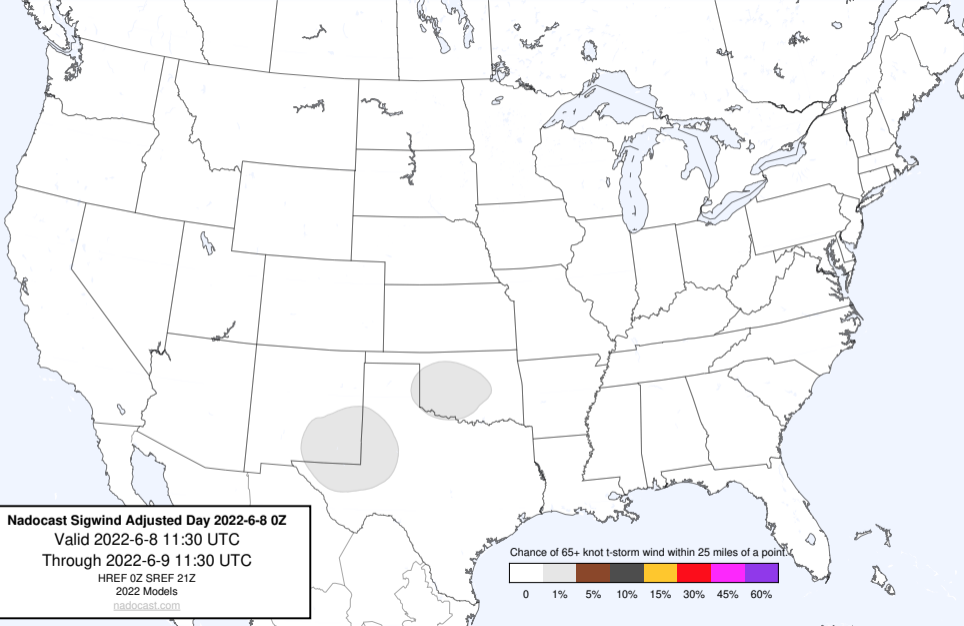 Nadocast Sigwind Adjusted Day 2022-6-8 0Z
Valid 2022-6-8 11:30 UTC
Through 2022-6-9 11:30 UTC
HREF 0Z SREF 21Z
2022 Models
nadocast.com
Chance of 65+ knot t-storm wind within 25 miles of a point.
0 1% 5% 10% 15% 30% 45% 60%